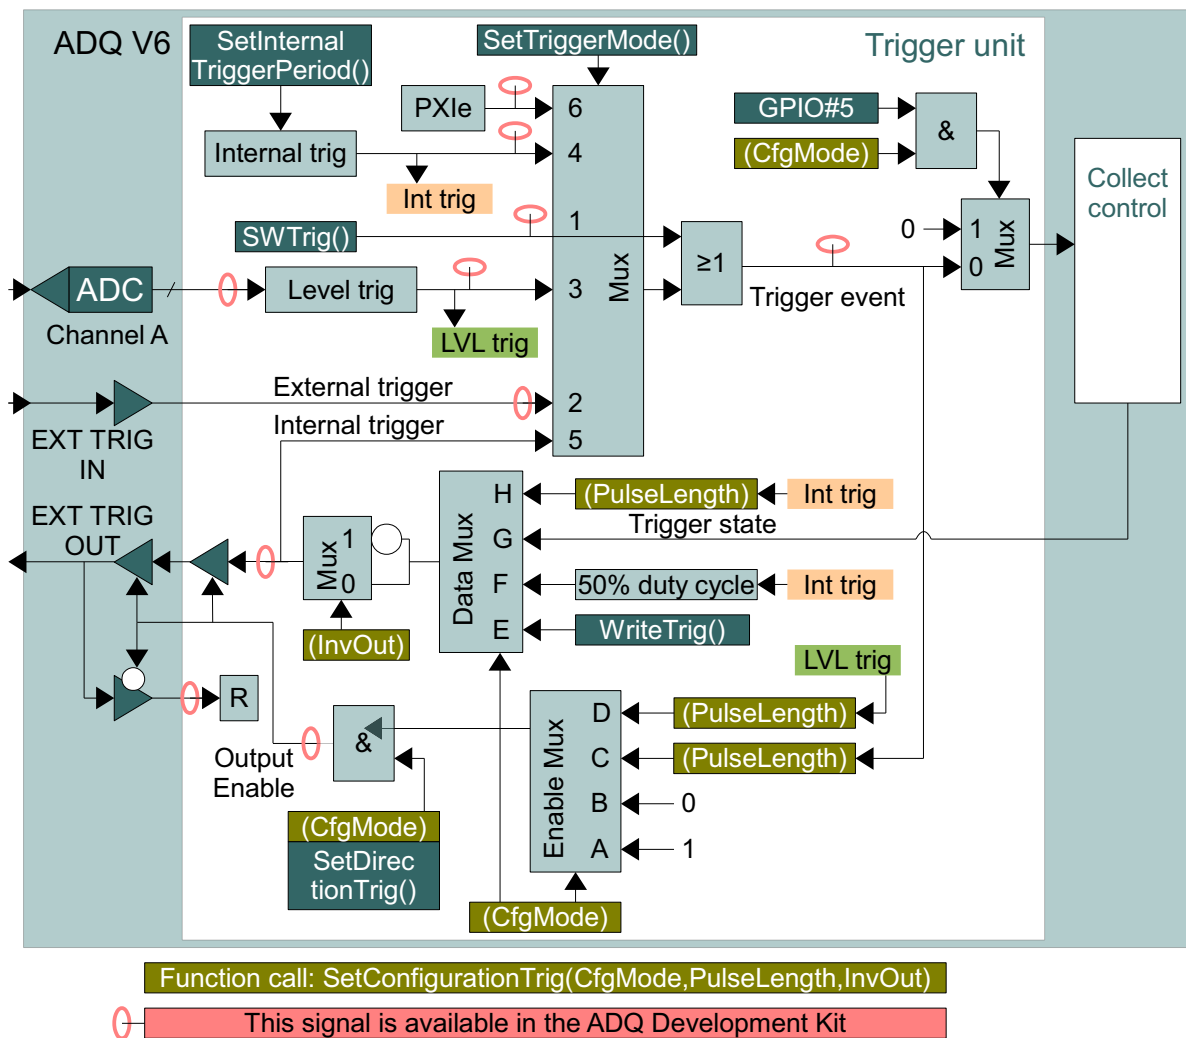 ADQ V6
SetInternal
TriggerPeriod()
SetTriggerMode()
Trigger unit
PXIe
6
GPIO#5
&
Internal trig
4
(CfgMode)
Int trig
Collect
control
SWTrig()
1
≥1
0
1
Mux
0
Mux
ADC
Level trig
3
Trigger event
Channel A
LVL trig
External trigger
2
Internal trigger
5
EXT TRIG
IN
H
(PulseLength)
Int trig
Trigger state
EXT TRIG
OUT
Mux
1
0
Data Mux
G
F
50% duty cycle
Int trig
E
WriteTrig()
(InvOut)
LVL trig
R
D
(PulseLength)
&
Output
Enable
Enable Mux
C
(PulseLength)
B
0
A
1
(CfgMode)
SetDirec
tionTrig()
(CfgMode)
Function call: SetConfigurationTrig(CfgMode,PulseLength,InvOut)
This signal is available in the ADQ Development Kit